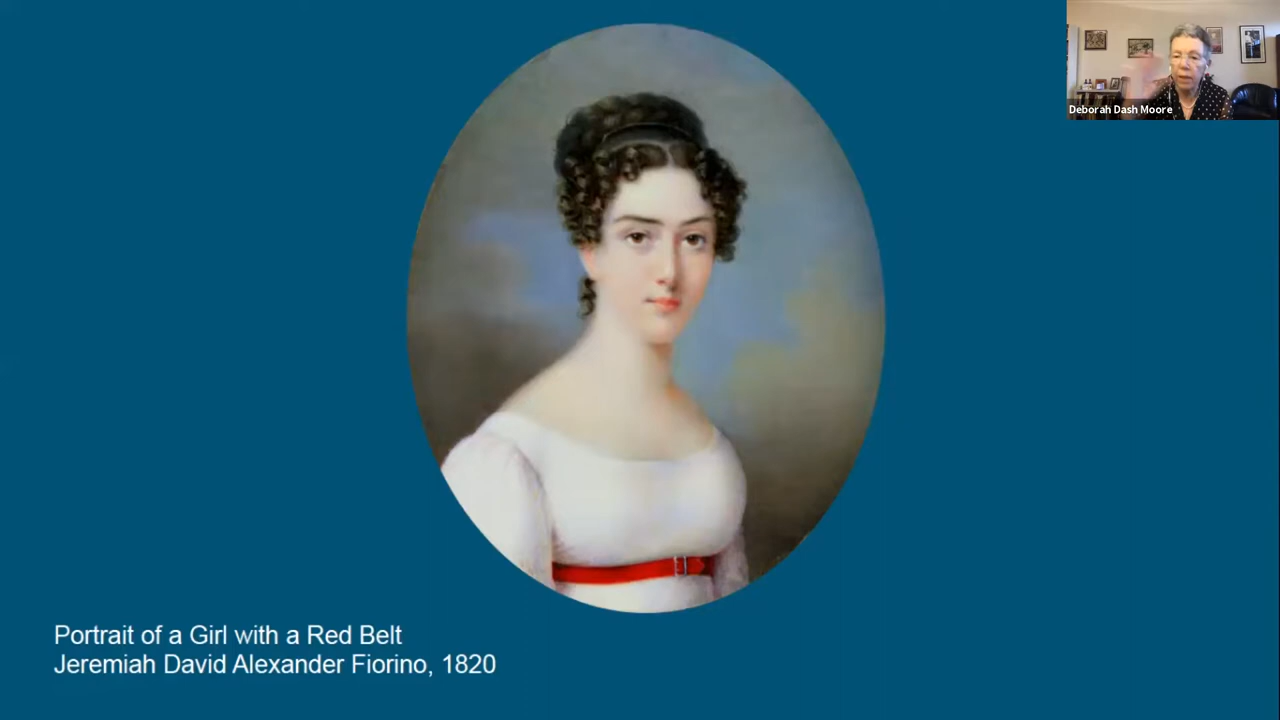 Deborah Dash Moore
Portrait of a Girl with a Red Belt
Jeremiah David Alexander Fiorino, 1820